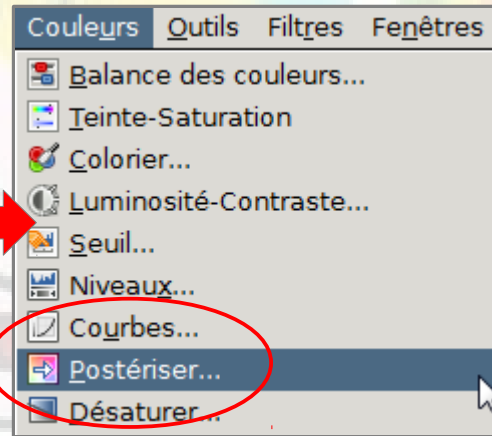 Couleurs Outils Filtres Fenêtres
Balance des couleurs...
Teinte-Saturation
Colorier...
Luminosité-Contraste...
Seuil...
Niveaux...
Courbes...
Postériser...
Désaturer...